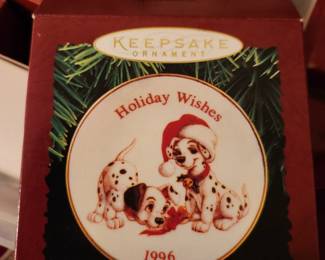 KEEPSAKE
ORNAMENT
Holiday Wishes
1996